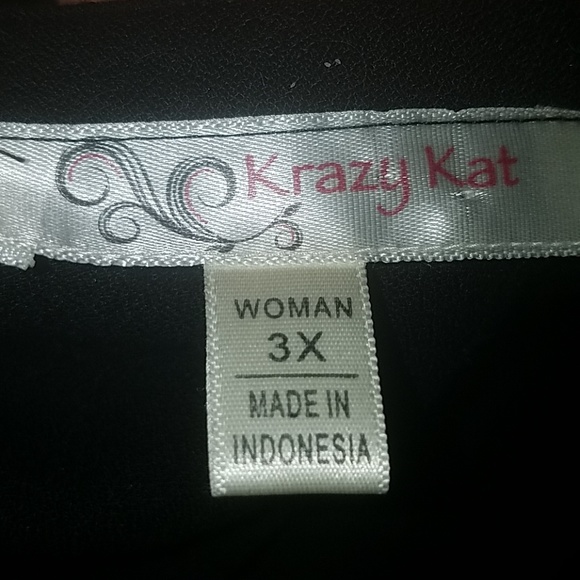 Krazy Kat
WOMAN
3X
MADE IN
INDONESIA